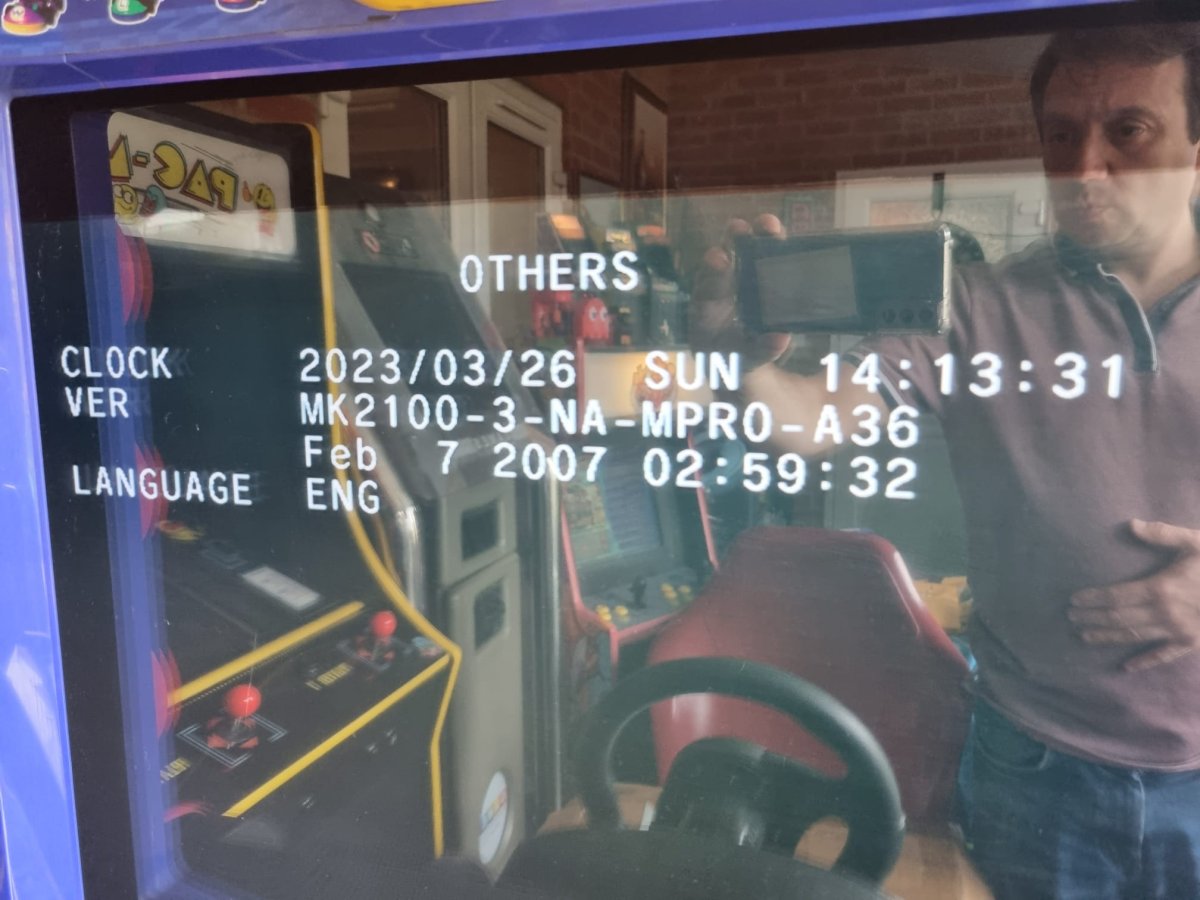 OTHERS
CLOCK 2023/03/26 SUN 14:13:31
VER MK2100-3-NA-MPRO-A36
Feb 7 2007 02:59:32
LANGUAGE ENG
PAC-